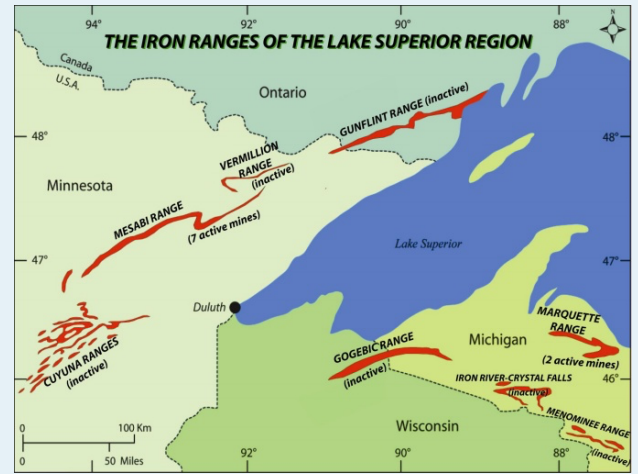 94°
92°
90°
88°
THE IRON RANGES OF THE LAKE SUPERIOR REGION
Canada
U.S.A.
Ontario
GUNFLINT RANGE (inactive)
48°
48°
VERMILLION
RANGE
(inactive)
Minnesota
MESABI RANGE
(7 active mines)
Lake Superior
47°
47°
Duluth
MARQUETTE
RANGE
(2 active mines)
GOGEBIC RANGE
(inactive)
Michigan
CUYUNA RANGES
(inactive)
46°
IRON RIVER-CRYSTAL FALLS
(inactive)
MENOMINEE RANGE
(inactive)
Wisconsin
0
100 Km
0
50 Miles
92°
90°
88°